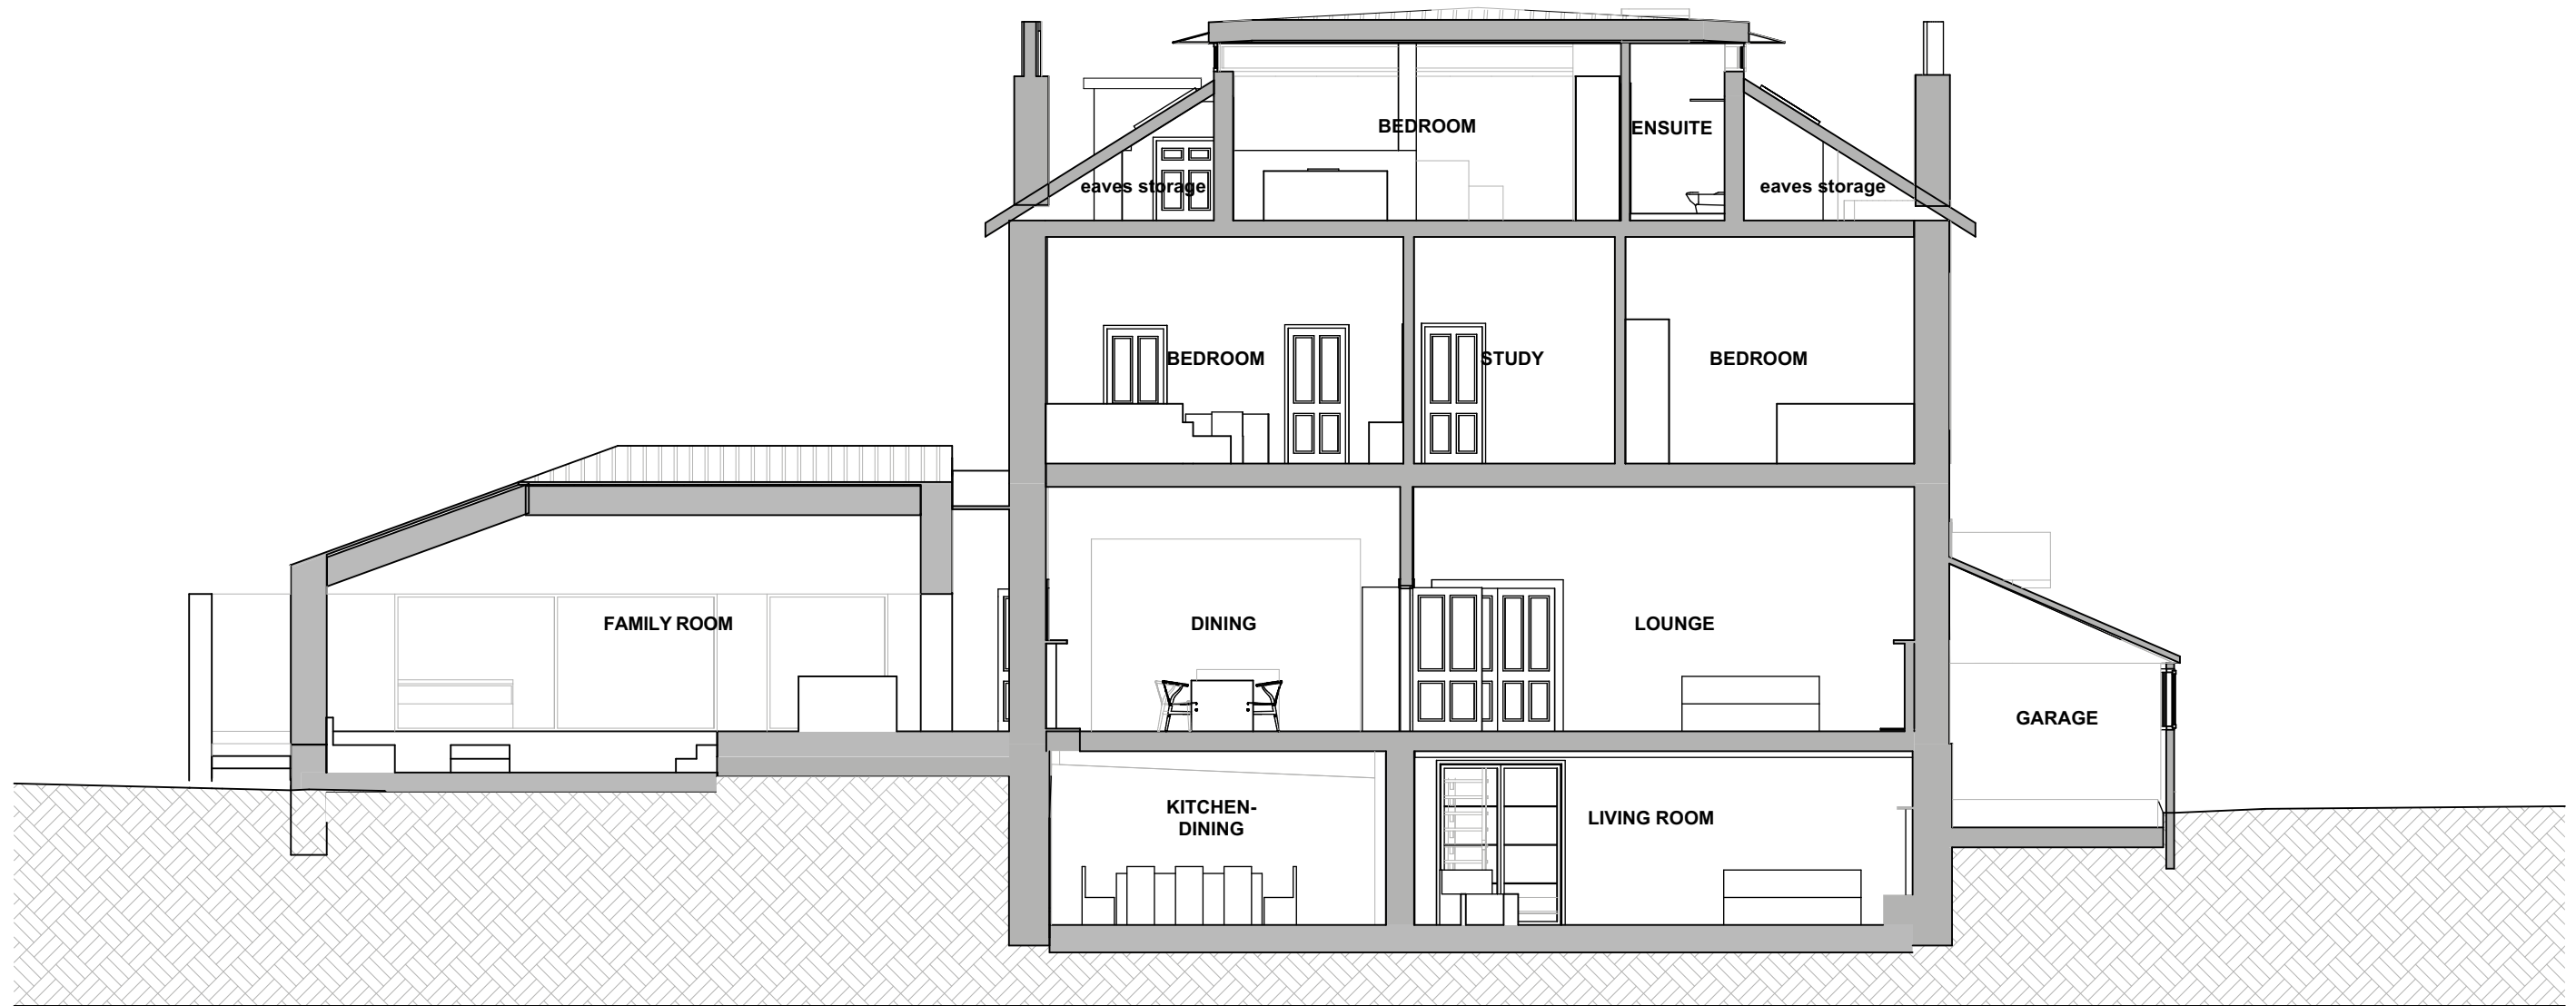 BEDROOM
ENSUITE
eaves storage
eaves storage
BEDROOM
STUDY
BEDROOM
FAMILY ROOM
DINING
LOUNGE
GARAGE
KITCHEN-
DINING
LIVING ROOM